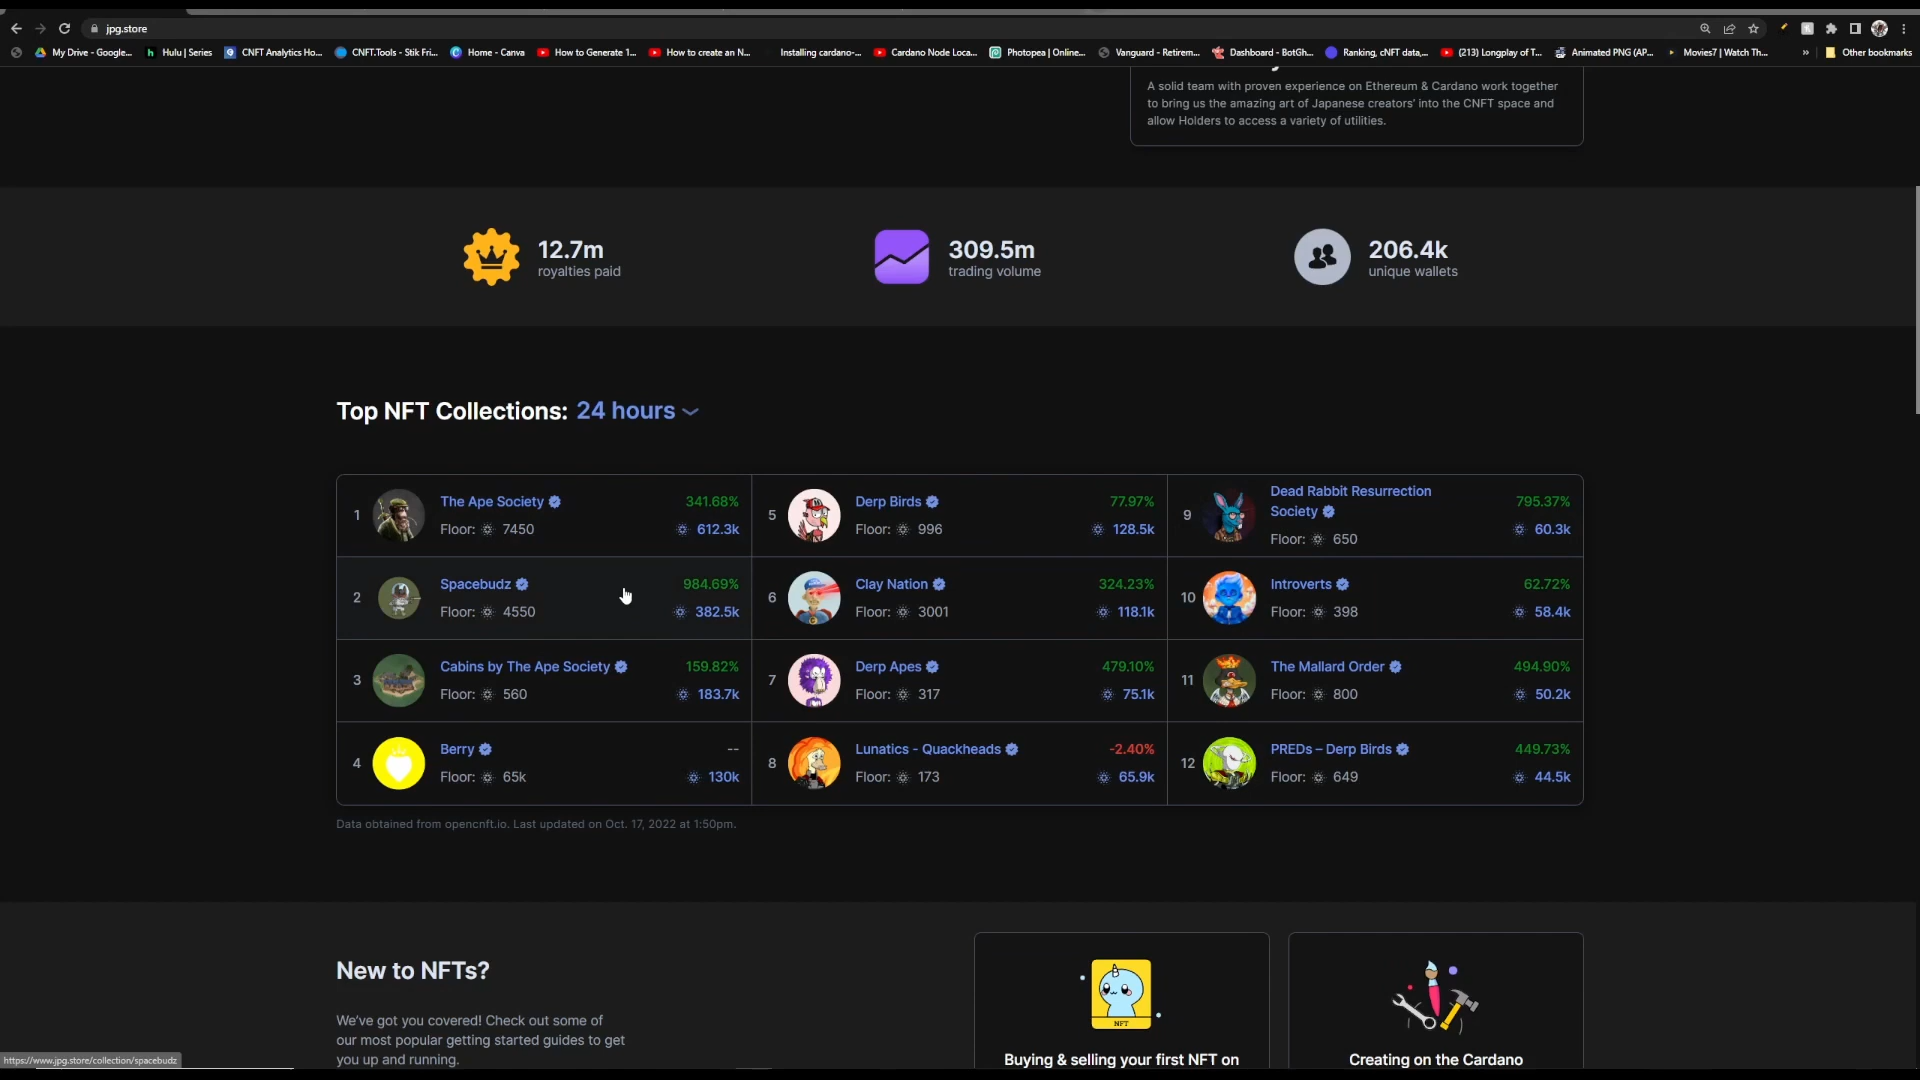 jpg.store
My Drive - Google...
Hulu | Series
CNFT Analytics Ho...
CNFT.Tools - Stik Fri...
Home - Canva
How to Generate 1...
How to create an N...
Installing cardano-...
Cardano Node Loca...
Photopea | Online...
Vanguard - Retirem...
Dashboard - BotGh...
Ranking, cNFT data,...
(213) Longplay of T...
Animated PNG (AP...
Movies7 | Watch Th...
»
Other bookmarks
A solid team with proven experience on Ethereum & Cardano work together
to bring us the amazing art of Japanese creators' into the CNFT space and
allow Holders to access a variety of utilities.
12.7m
royalties paid
309.5m
trading volume
206.4k
unique wallets
Top NFT Collections: 24 hours
1
The Ape Society
341.68%
Floor: 7450
612.3k
2
Spacebudz
984.69%
Floor: 4550
382.5k
3
Cabins by The Ape Society
159.82%
Floor: 560
183.7k
4
Berry
--
Floor: 65k
130k
5
Derp Birds
77.97%
Floor: 996
128.5k
6
Clay Nation
324.23%
Floor: 3001
118.1k
7
Derp Apes
479.10%
Floor: 317
75.1k
8
Lunatics - Quackheads
-2.40%
Floor: 173
65.9k
9
Dead Rabbit Resurrection
Society
795.37%
Floor: 650
60.3k
10
Introverts
62.72%
Floor: 398
58.4k
11
The Mallard Order
494.90%
Floor: 800
50.2k
12
PREDs – Derp Birds
449.73%
Floor: 649
44.5k
Data obtained from opencnft.io. Last updated on Oct. 17, 2022 at 1:50pm.
New to NFTs?
We've got you covered! Check out some of
our most popular getting started guides to get
you up and running.
NFT
Buying & selling your first NFT on
Creating on the Cardano
https://www.jpg.store/collection/spacebudz